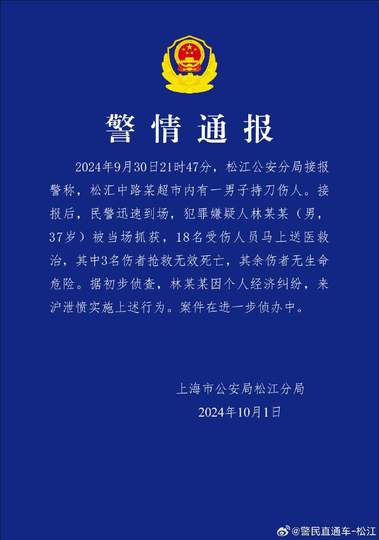 警情通报
2024年9月30日21时47分，松江公安分局接报
警称，松汇中路某超市内有一男子持刀伤人。接
报后，民警迅速到场，犯罪嫌疑人林某某（男，
37岁）被当场抓获，18名受伤人员马上送医救
治，其中3名伤者抢救无效死亡，其余伤者无生命
危险。据初步侦查，林某某因个人经济纠纷，来
沪泄愤实施上述行为。案件在进一步侦办中。
上海市公安局松江分局
2024年10月1日
@警民直通车-松江